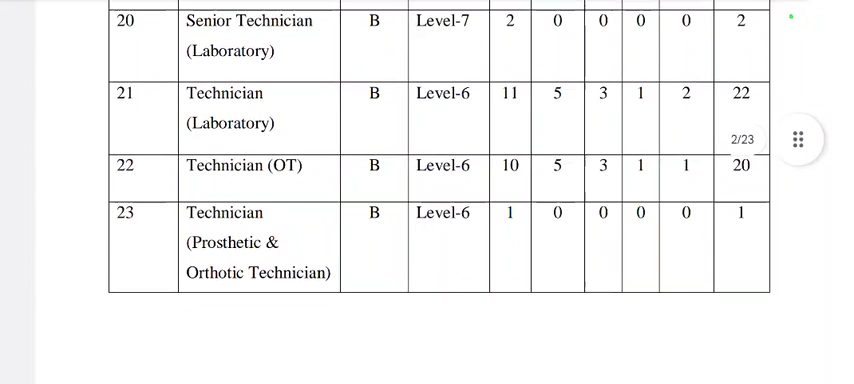 20 Senior Technician B Level-7 2 0 0 0 0 2
(Laboratory)
21 Technician B Level-6 11 5 3 1 2 22
(Laboratory)
2/23
22 Technician (OT) B Level-6 10 5 3 1 1 20
23 Technician B Level-6 1 0 0 0 0 1
(Prosthetic &
Orthotic Technician)